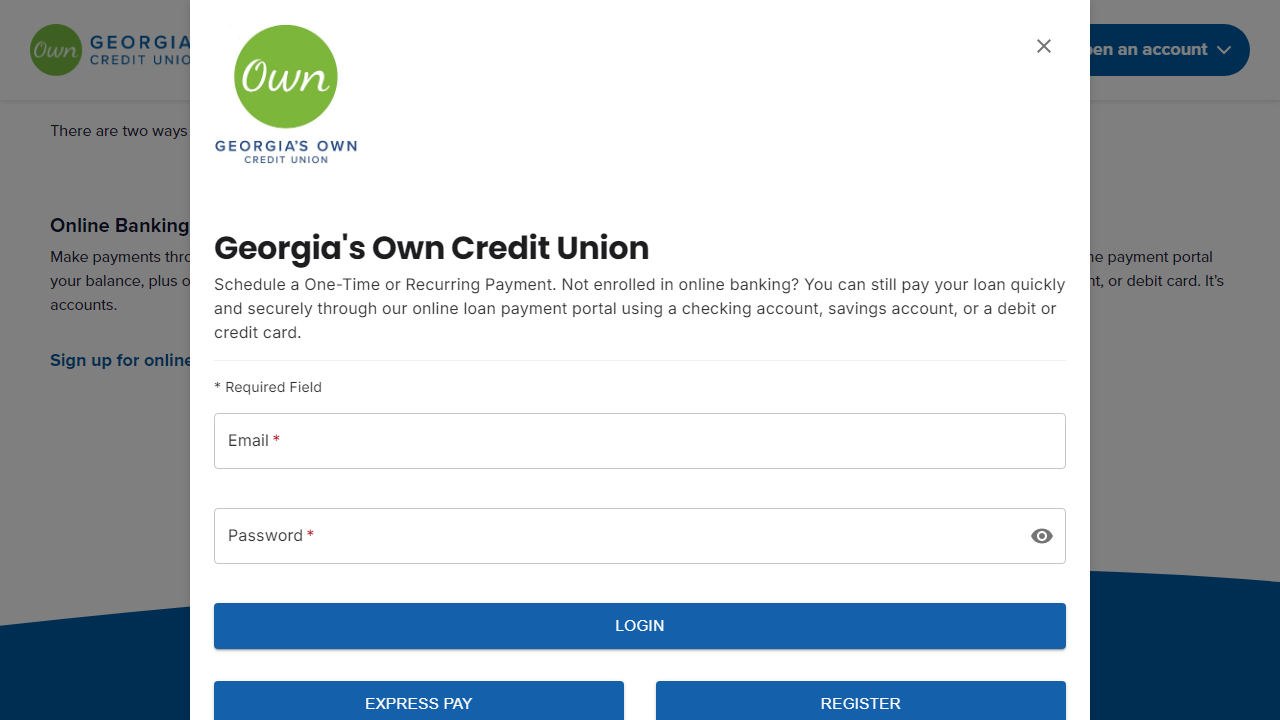 Own
GEORGIA
CREDIT UNIO
en an account
There are two ways
Online Banking
Make payments thro
your balance, plus o
accounts.
Sign up for online
ne payment portal
nt, or debit card. It's
Own
GEORGIA'S OWN
CREDIT UNION
Georgia's Own Credit Union
Schedule a One-Time or Recurring Payment. Not enrolled in online banking? You can still pay your loan quickly
and securely through our online loan payment portal using a checking account, savings account, or a debit or
credit card.
* Required Field
Email *
Password *
LOGIN
EXPRESS PAY
REGISTER